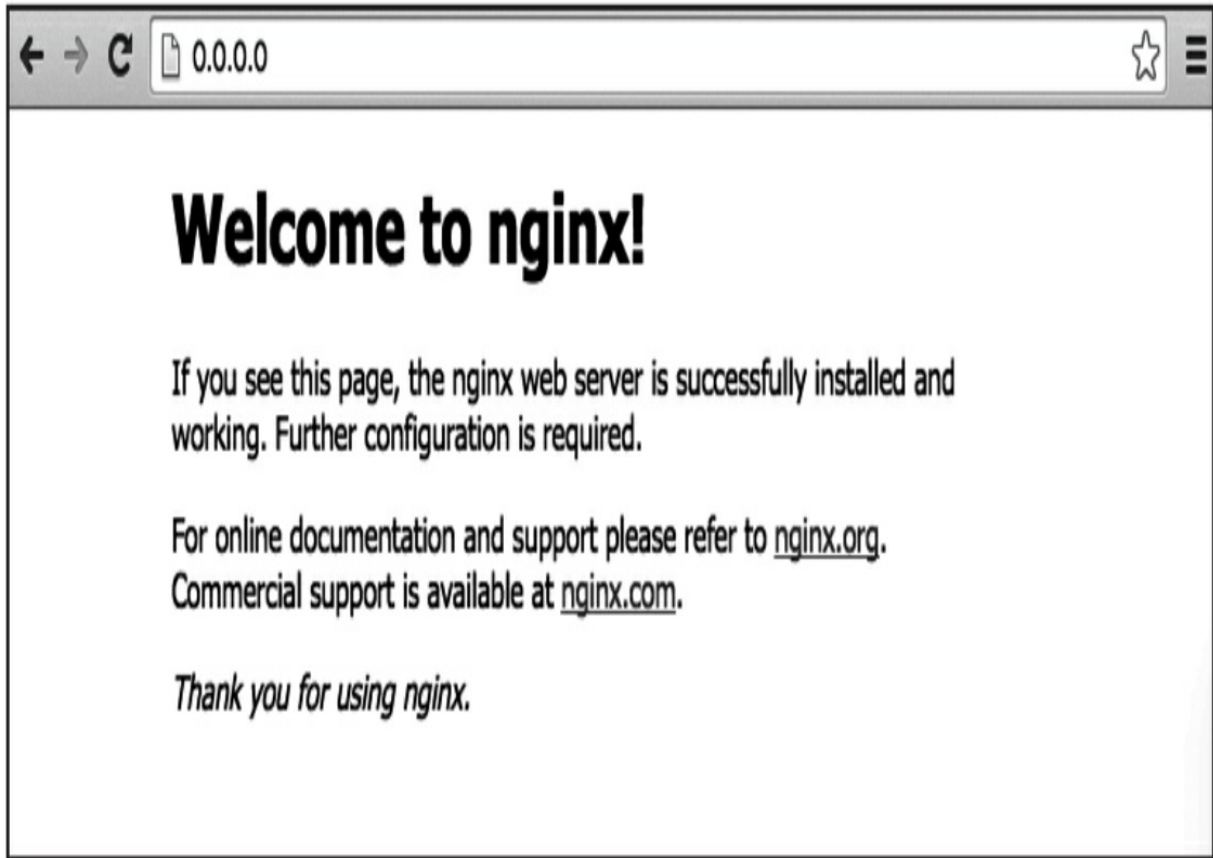 0.0.0.0
Welcome to nginx!
If you see this page, the nginx web server is successfully installed and
working. Further configuration is required.
For online documentation and support please refer to nginx.org.
Commercial support is available at nginx.com.
Thank you for using nginx.